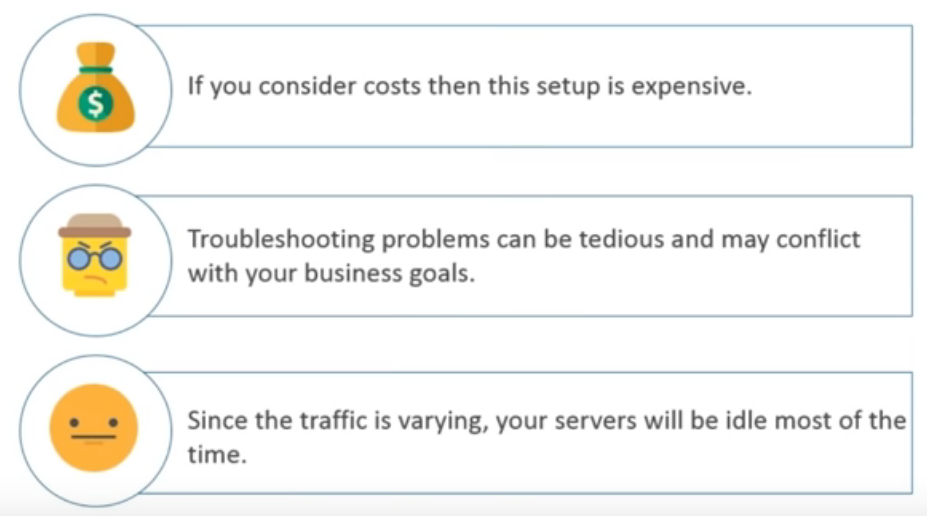 $
If you consider costs then this setup is expensive.
Troubleshooting problems can be tedious and may conflict
with your business goals.
Since the traffic is varying, your servers will be idle most of the
time.